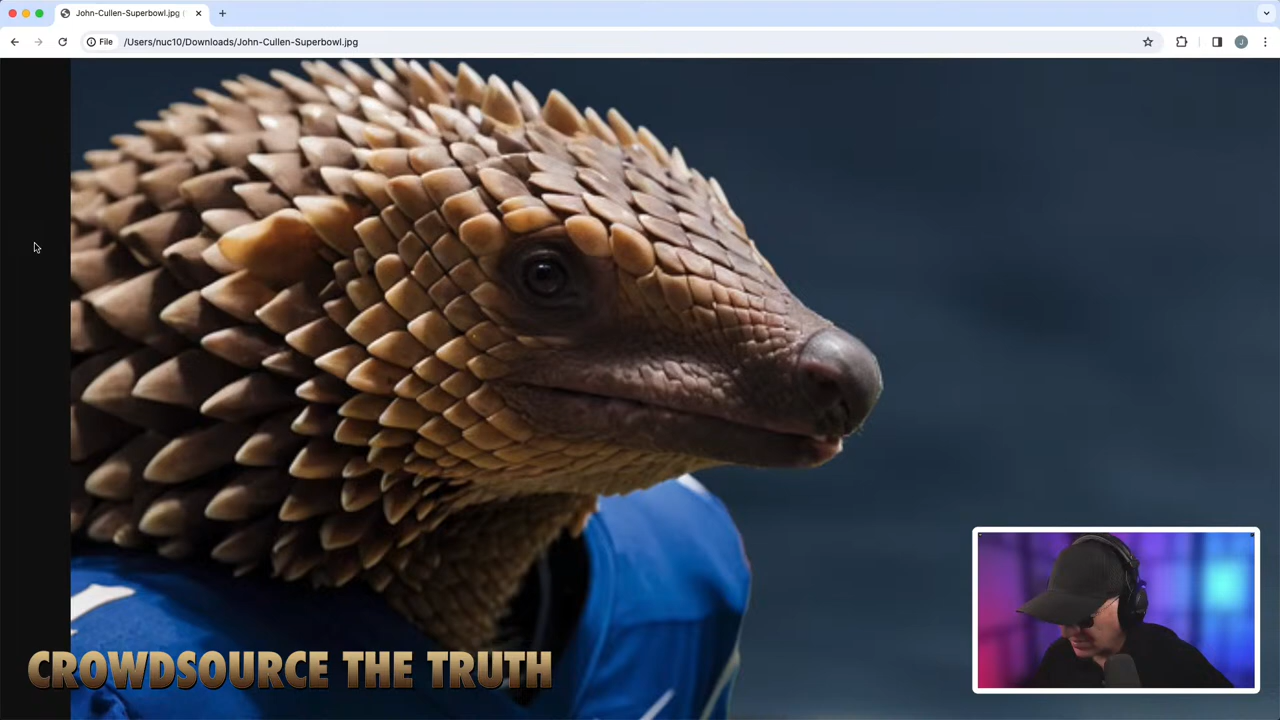 John-Cullen-Superbowl.jpg
File
/Users/nuc10/Downloads/John-Cullen-Superbowl.jpg
J
CROWDSOURCE THE TRUTH